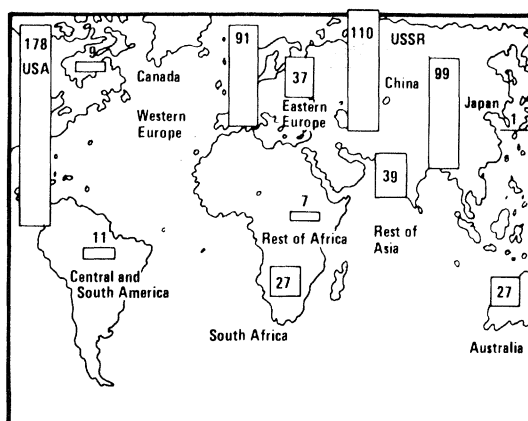 178
USA
9
Canada
Western
Europe
91
37
Eastern
Europe
110
USSR
China
99
Japan
1
39
Rest of
Asia
7
Rest of Africa
11
Central and
South America
27
South Africa
27
Australia